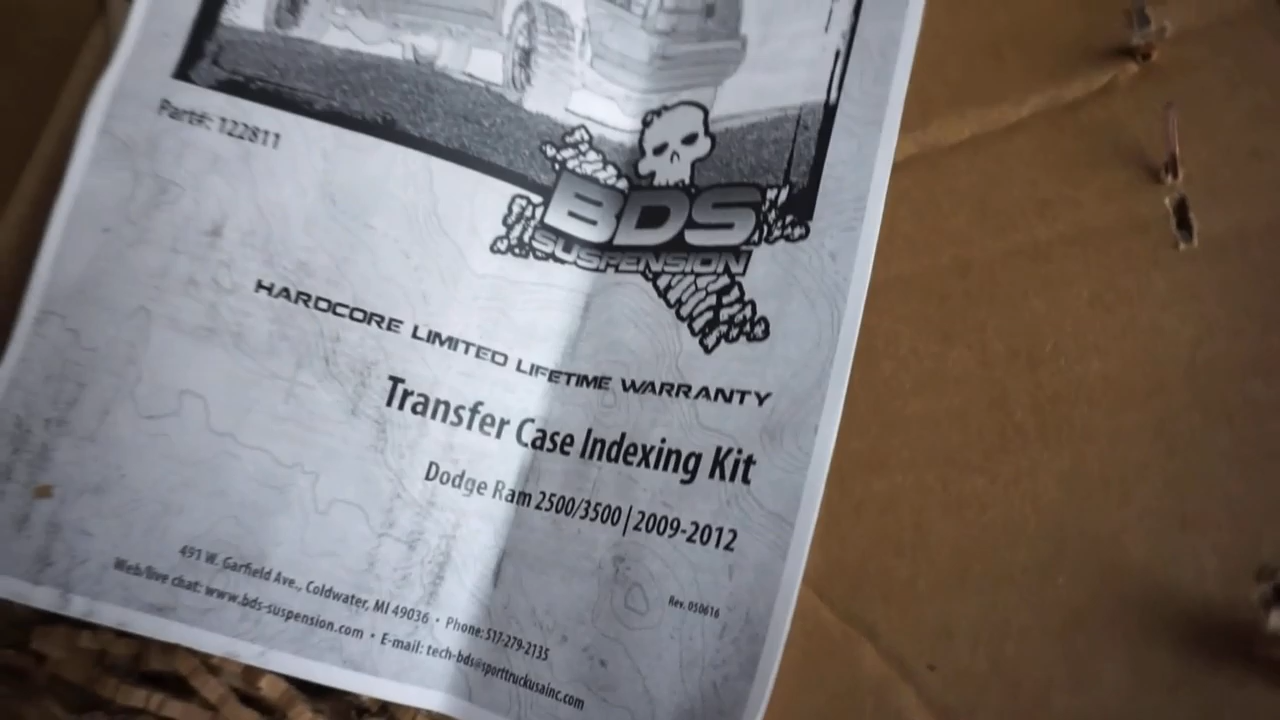 Part#: 122811
BDS
SUSPENSION
HARDCORE LIMITED LIFETIME WARRANTY
Transfer Case Indexing Kit
Dodge Ram 2500/3500 | 2009-2012
Rev. 050616
491 W. Garfield Ave., Coldwater, MI 49036 • Phone: 517-279-2135
Web/live chat: www.bds-suspension.com • E-mail: tech-bds@sporttruckusainc.com